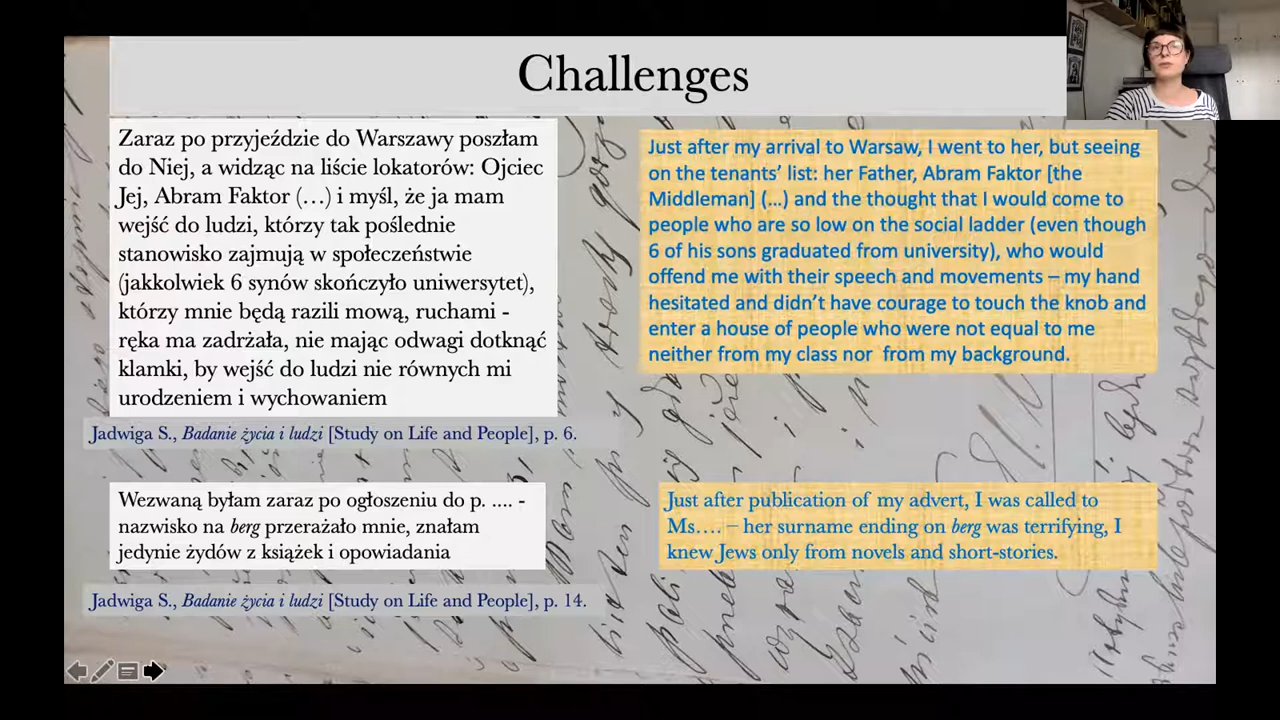 Challenges
Zaraz po przyjeździe do Warszawy poszłam
do Niej, a widząc na liście lokatorów: Ojciec
Jej, Abram Faktor (…) i myśl, że ja mam
wejść do ludzi, którzy tak poślednie
stanowisko zajmują w społeczeństwie
(jakkolwiek 6 synów skończyło uniwersytet),
którzy mnie będą razili mową, ruchami -
ręka ma zadrżała, nie mając odwagi dotknąć
klamki, by wejść do ludzi nie równych mi
urodzeniem i wychowaniem
Jadwiga S., Badanie życia i ludzi [Study on Life and People], p. 6.
Wezwaną byłam zaraz po ogłoszeniu do p. .... -
nazwisko na berg przerażało mnie, znałam
jedynie żydów z książek i opowiadania
Jadwiga S., Badanie życia i ludzi [Study on Life and People], p. 14.
Just after my arrival to Warsaw, I went to her, but seeing
on the tenants’ list: her Father, Abram Faktor [the
Middleman] (…) and the thought that I would come to
people who are so low on the social ladder (even though
6 of his sons graduated from university), who would
offend me with their speech and movements – my hand
hesitated and didn’t have courage to touch the knob and
enter a house of people who were not equal to me
neither from my class nor from my background.
Just after publication of my advert, I was called to
Ms…. – her surname ending on berg was terrifying, I
knew Jews only from novels and short-stories.